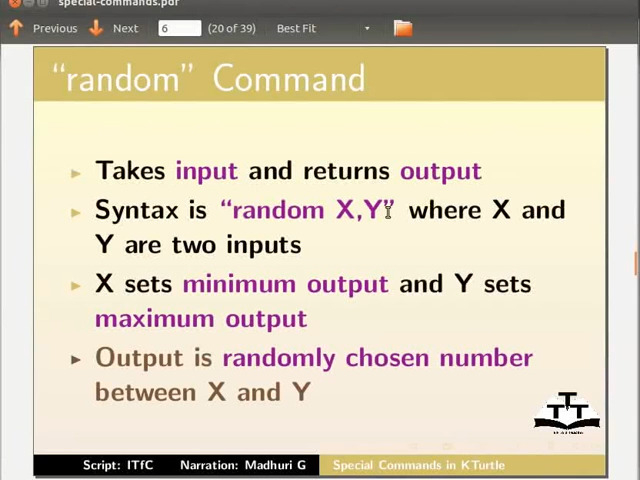 special-commands.pdf
Previous Next 6 (20 of 39) Best Fit
“random” Command
Takes input and returns output
Syntax is “random X,Y” where X and
Y are two inputs
X sets minimum output and Y sets
maximum output
Output is randomly chosen number
between X and Y
TTT
Script: ITfC Narration: Madhuri G Special Commands in KTurtle